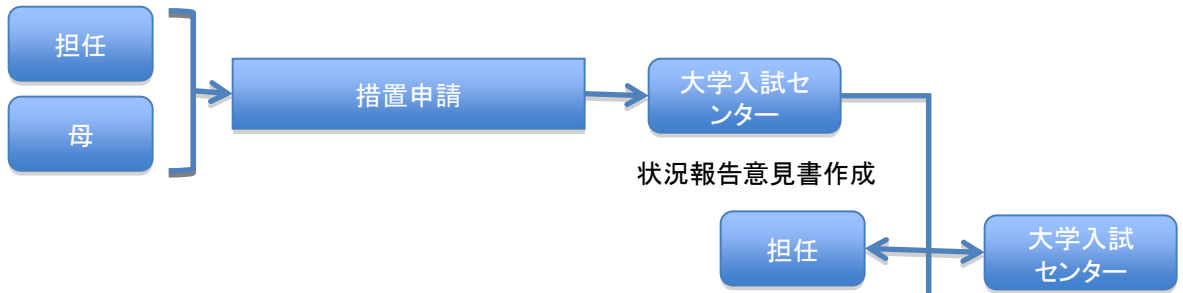 担任
母
措置申請
大学入試セ
ンター
状況報告意見書作成
担任
大学入試
センター